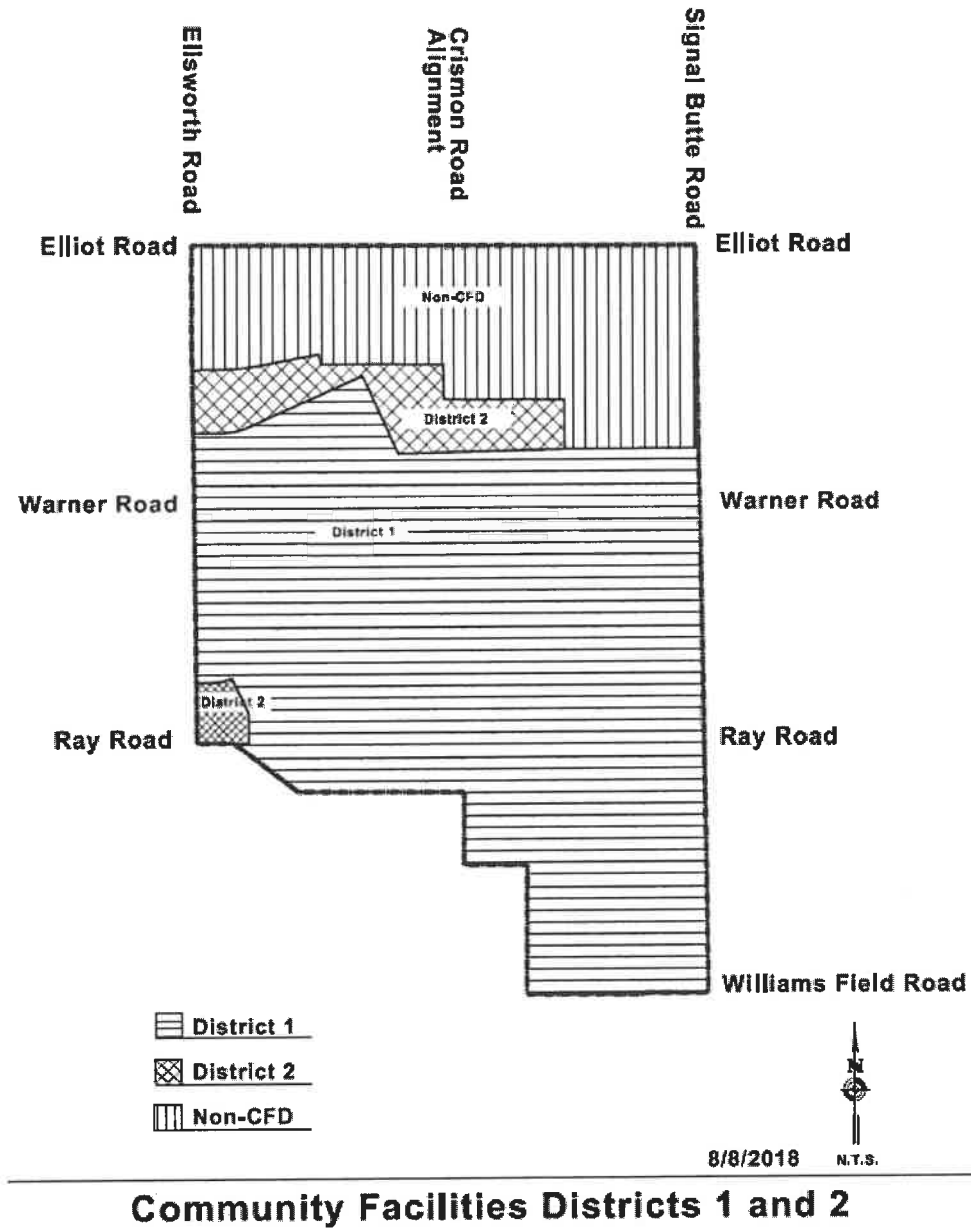 Ellsworth Road
Crismon Road
Alignment
Signal Butte Road
Elliot Road
Elliot Road
Non-CFD
District 2
Warner Road
Warner Road
District 1
District 2
Ray Road
Ray Road
Williams Field Road
District 1
District 2
Non-CFD
N
8/8/2018
N.T.S.
Community Facilities Districts 1 and 2